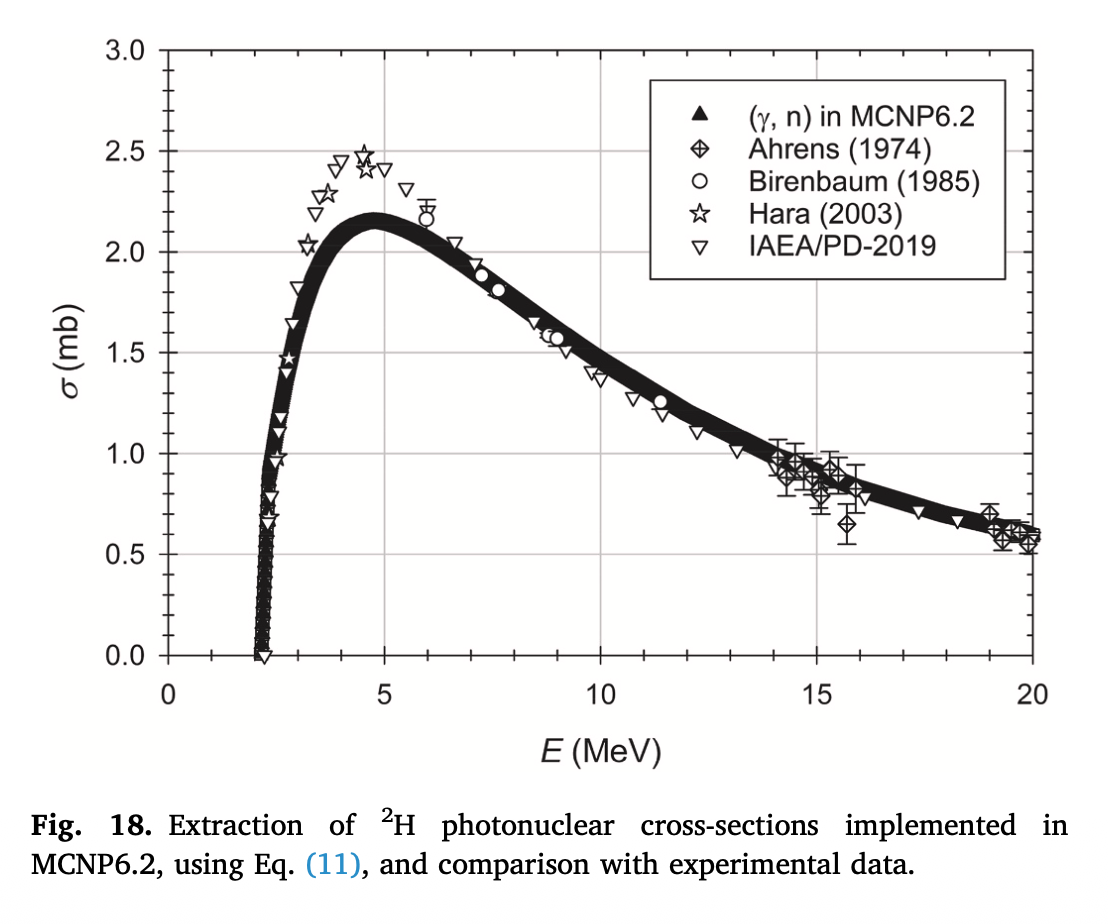 3.0
2.5
2.0
1.5
1.0
0.5
0.0
σ (mb)
(γ, n) in MCNP6.2
Ahrens (1974)
Birenbaum (1985)
Hara (2003)
IAEA/PD-2019
0 5 10 15 20
E (MeV)
Fig. 18. Extraction of ²H photonuclear cross-sections implemented in
MCNP6.2, using Eq. (11), and comparison with experimental data.